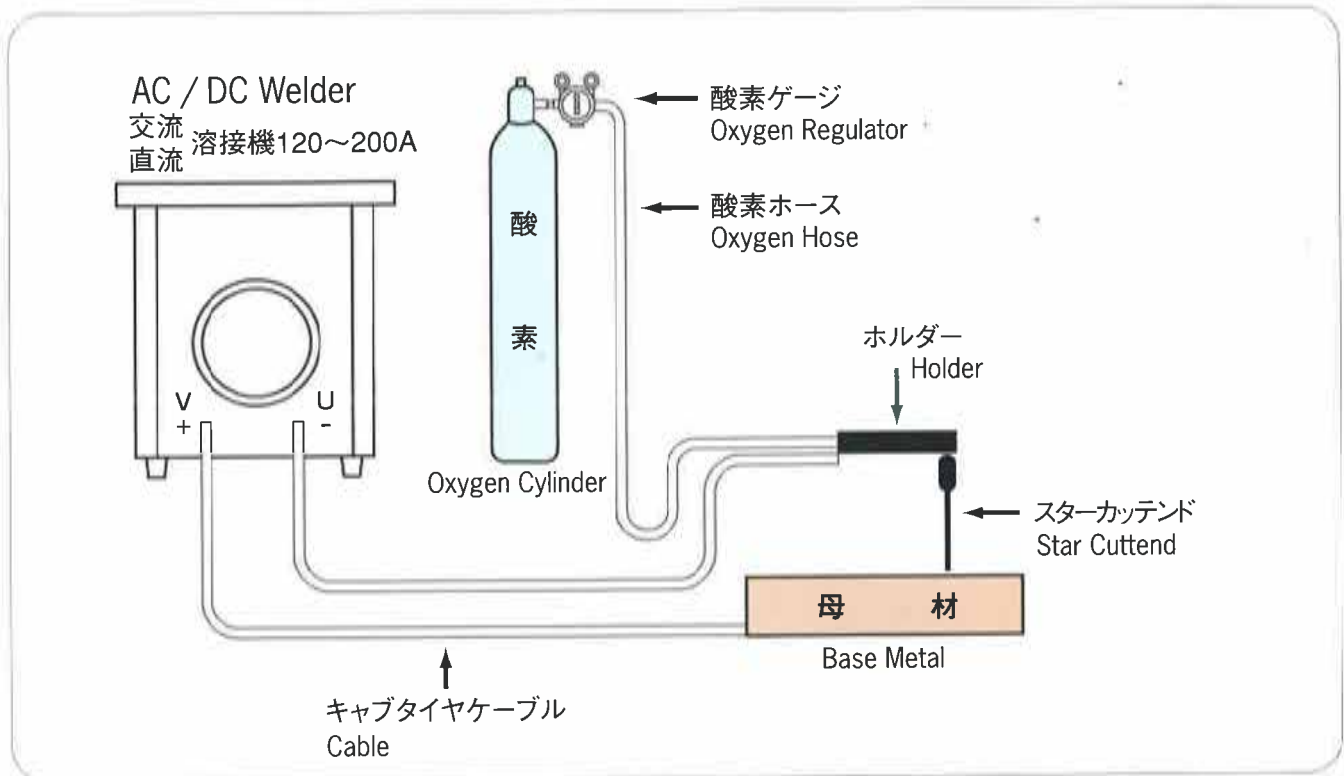 AC / DC Welder
交流
直流 溶接機120～200A
酸素ゲージ
Oxygen Regulator
酸素ホース
Oxygen Hose
酸
素
Oxygen Cylinder
ホルダー
Holder
V
+
U
-
スターカッテンド
Star Cuttend
母 材
Base Metal
キャブタイヤケーブル
Cable